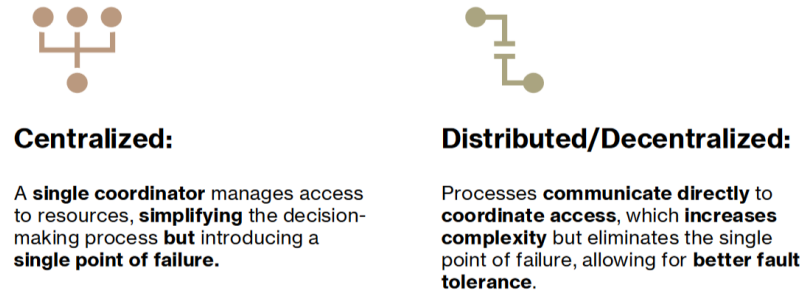 Centralized:
A single coordinator manages access
to resources, simplifying the decision-
making process but introducing a
single point of failure.
Distributed/Decentralized:
Processes communicate directly to
coordinate access, which increases
complexity but eliminates the single
point of failure, allowing for better fault
tolerance.